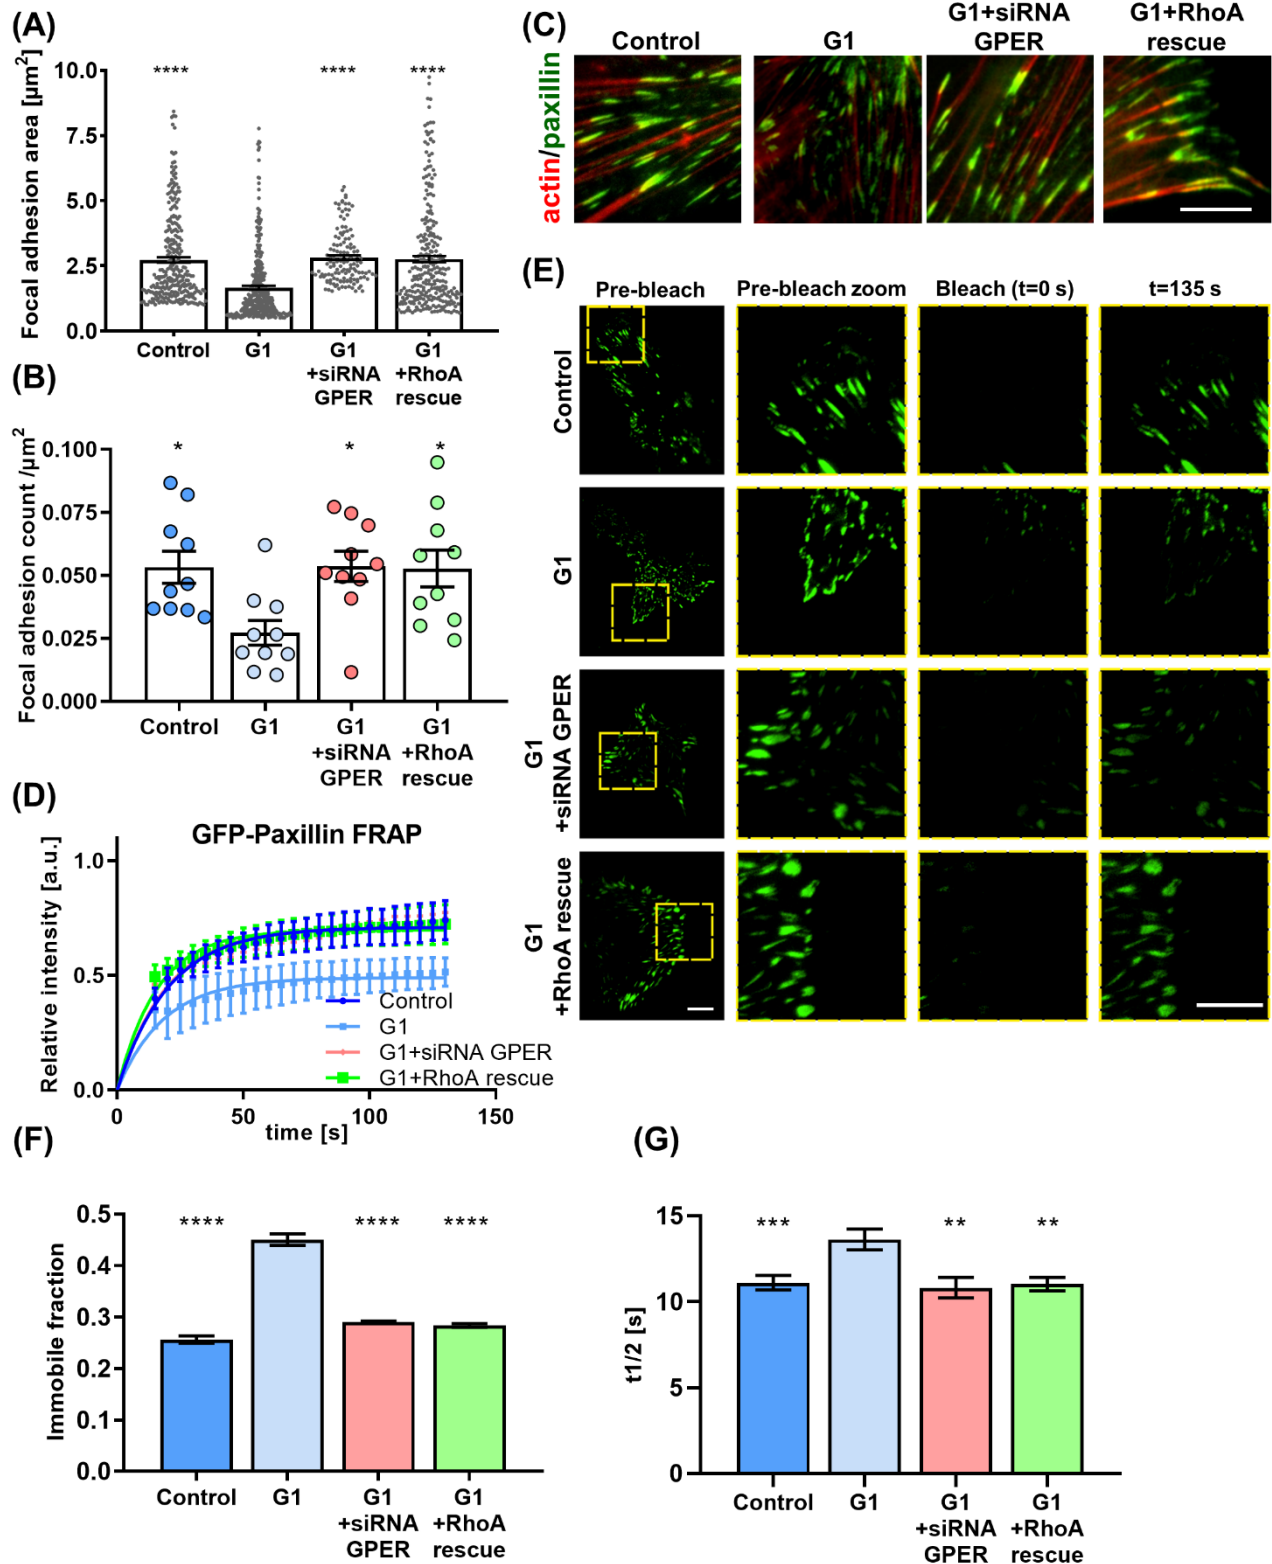 (A)
Focal adhesion area [µm²]
10.0
7.5
5.0
2.5
0.0
****
****
****
Control
G1
G1
+siRNA
GPER
G1
+RhoA
rescue
(B)
Focal adhesion count /µm²
0.100
0.075
0.050
0.025
0.000
*
*
*
Control
G1
G1
+siRNA
GPER
G1
+RhoA
rescue
(C)
Control
G1
G1+siRNA
GPER
G1+RhoA
rescue
actin/paxillin
(D)
GFP-Paxillin FRAP
Relative intensity [a.u.]
1.0
0.5
0.0
0
50
100
150
time [s]
Control
G1
G1+siRNA GPER
G1+RhoA rescue
(E)
Pre-bleach
Pre-bleach zoom
Bleach (t=0 s)
t=135 s
Control
G1
G1
+siRNA GPER
G1
+RhoA rescue
(F)
Immobile fraction
0.5
0.4
0.3
0.2
0.1
0.0
****
****
****
Control
G1
G1
+siRNA
GPER
G1
+RhoA
rescue
(G)
t1/2 [s]
15
10
5
0
***
**
**
Control
G1
G1
+siRNA
GPER
G1
+RhoA
rescue